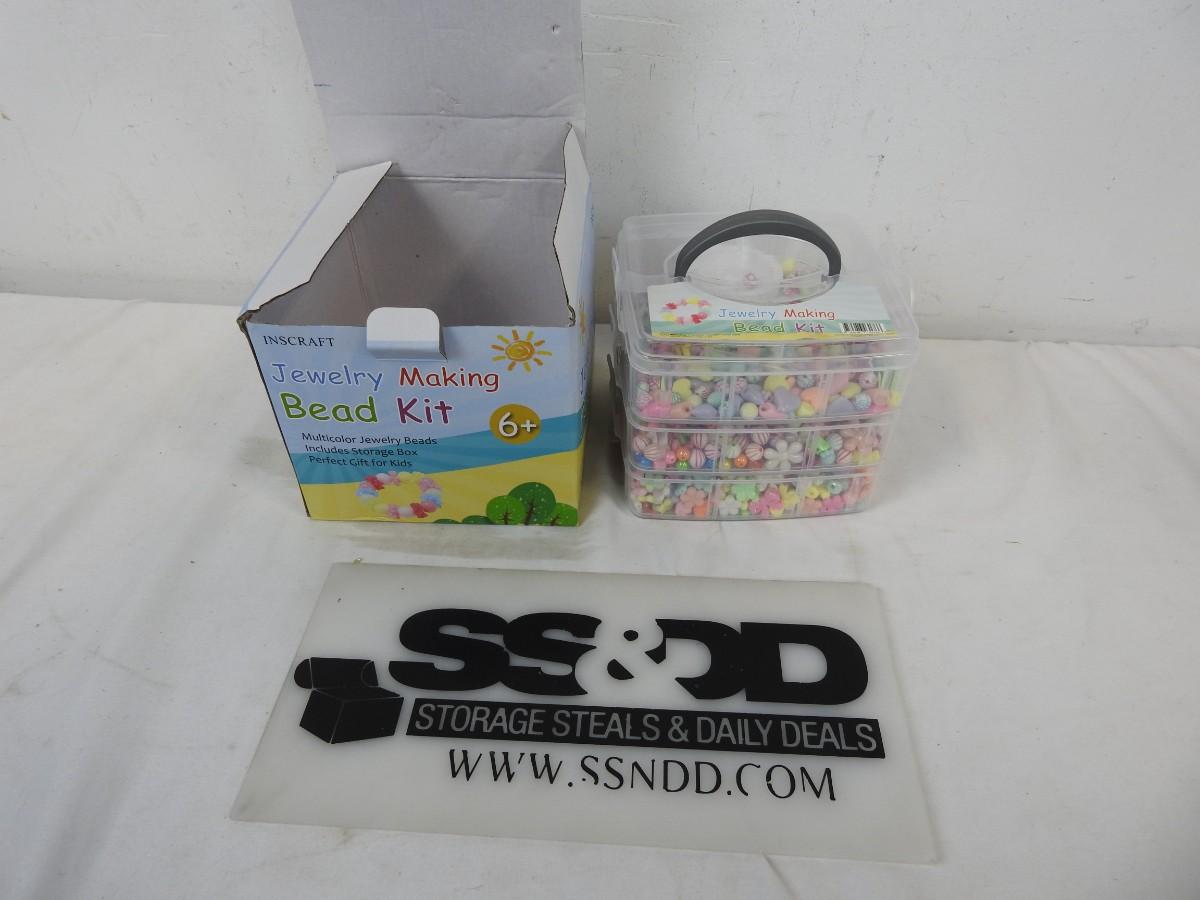 INSCRAFT
Jewelry Making
Bead Kit
6+
Multicolor Jewelry Beads
Includes Storage Box
Perfect Gift for Kids
Jewelry Making
Bead Kit
SS&DD
STORAGE STEALS & DAILY DEALS
WWW.SSNDD.COM